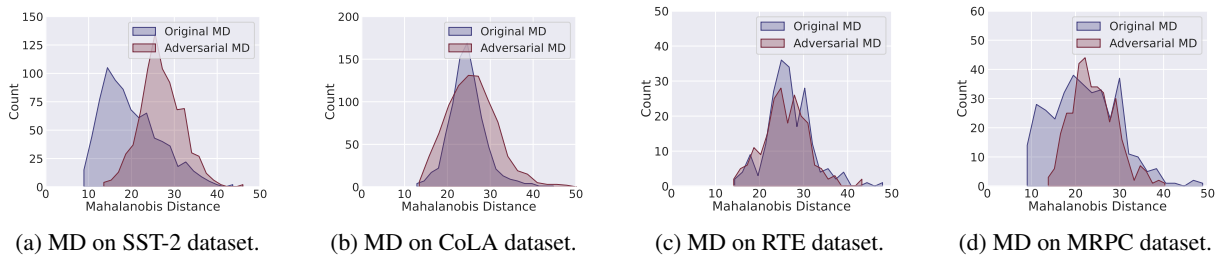 150
125
100
75
50
25
0
Count
0 10 20 30 40 50
Mahalanobis Distance
Original MD
Adversarial MD
(a) MD on SST-2 dataset.
200
150
100
50
0
Count
0 10 20 30 40 50
Mahalanobis Distance
Original MD
Adversarial MD
(b) MD on CoLA dataset.
50
40
30
20
10
0
Count
0 10 20 30 40 50
Mahalanobis Distance
Original MD
Adversarial MD
(c) MD on RTE dataset.
60
50
40
30
20
10
0
Count
0 10 20 30 40 50
Mahalanobis Distance
Original MD
Adversarial MD
(d) MD on MRPC dataset.